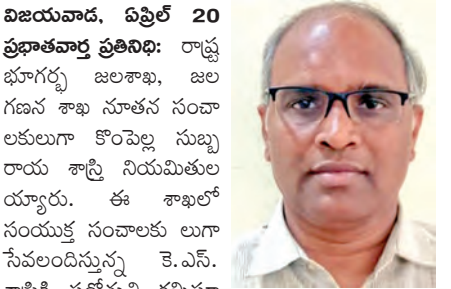 విజయవాడ, ఏప్రిల్ 20
ప్రభాతవార్త ప్రతినిధి: రాష్ట్ర
భూగర్భ జలశాఖ, జల
గణన శాఖ నూతన సంచా
లకులుగా కొంపెల్ల సుబ్బ
రాయ శాస్త్రి నియమితుల
య్యారు. ఈ శాఖలో
సంయుక్త సంచాలకు లుగా
సేవలందిస్తున్న కె.ఎస్.